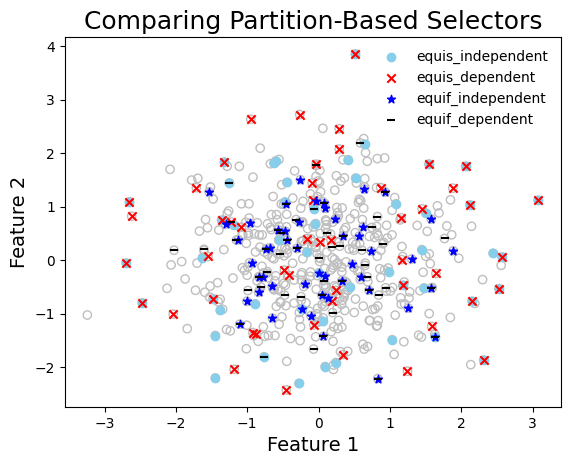 Comparing Partition-Based Selectors
equis_independent
equis_dependent
equif_independent
equif_dependent
4
3
2
1
0
−1
−2
Feature 2
−3
−2
−1
0
1
2
3
Feature 1